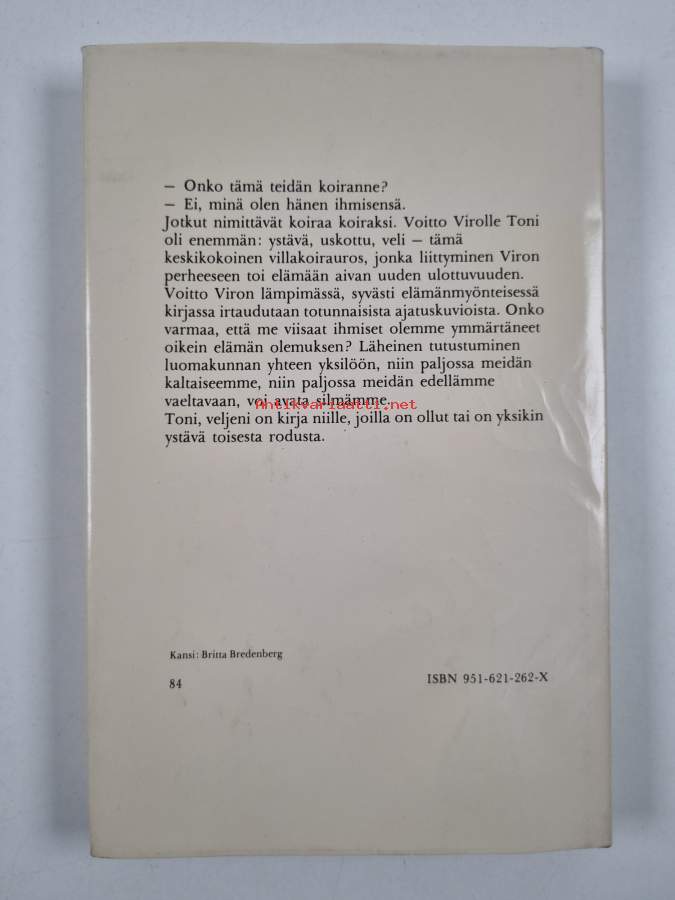 – Onko tämä teidän koiranne?
– Ei, minä olen hänen ihmisensä.
Jotkut nimittävät koiraa koiraksi. Voitto Virolle Toni
oli enemmän: ystävä, uskottu, veli – tämä
keskikokoinen villakoirauros, jonka liittyminen Viron
perheeseen toi elämään aivan uuden ulottuvuuden.
Voitto Viron lämpimässä, syvästi elämänmyönteisessä
kirjassa irtaudutaan totunnaisista ajatuskuvioista. Onko
varmaa, että me viisaat ihmiset olemme ymmärtäneet
oikein elämän olemuksen? Läheinen tutustuminen
luomakunnan yhteen yksilöön, niin paljossa meidän
kaltaiseemme, niin paljossa meidän edellämme
vaeltavaan, voi avata silmämme.
Antikvariaatti.net
Toni, veljeni on kirja niille, joilla on ollut tai on yksikin
ystävä toisesta rodusta.
Kansi: Britta Bredenberg
84
ISBN 951-621-262-X